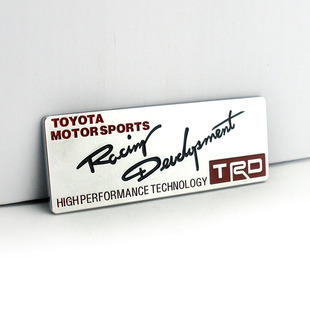 TOYOTA
MOTORSPORTS
Racing Development
HIGH PERFORMANCE TECHNOLOGY TRD